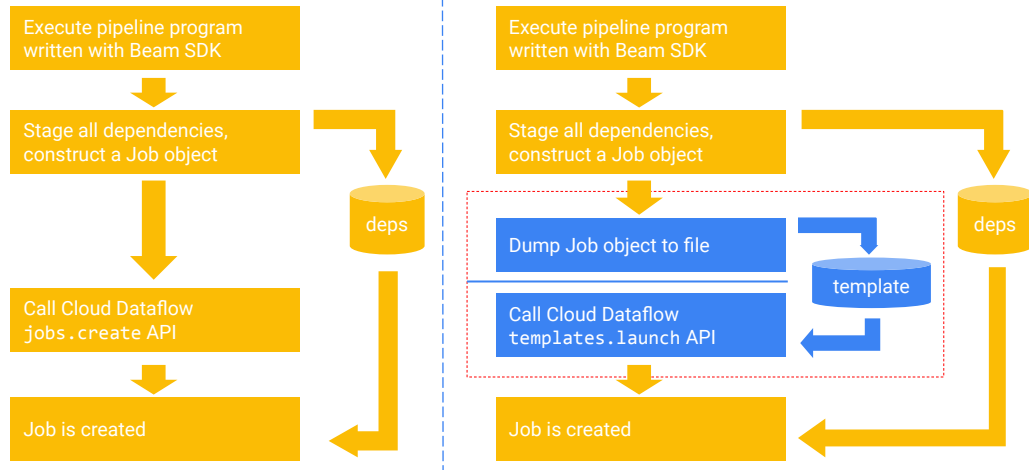 Execute pipeline program
written with Beam SDK
Stage all dependencies,
construct a Job object
deps
Call Cloud Dataflow
jobs.create API
Job is created
Execute pipeline program
written with Beam SDK
Stage all dependencies,
construct a Job object
deps
Dump Job object to file
template
Call Cloud Dataflow
templates.launch API
Job is created